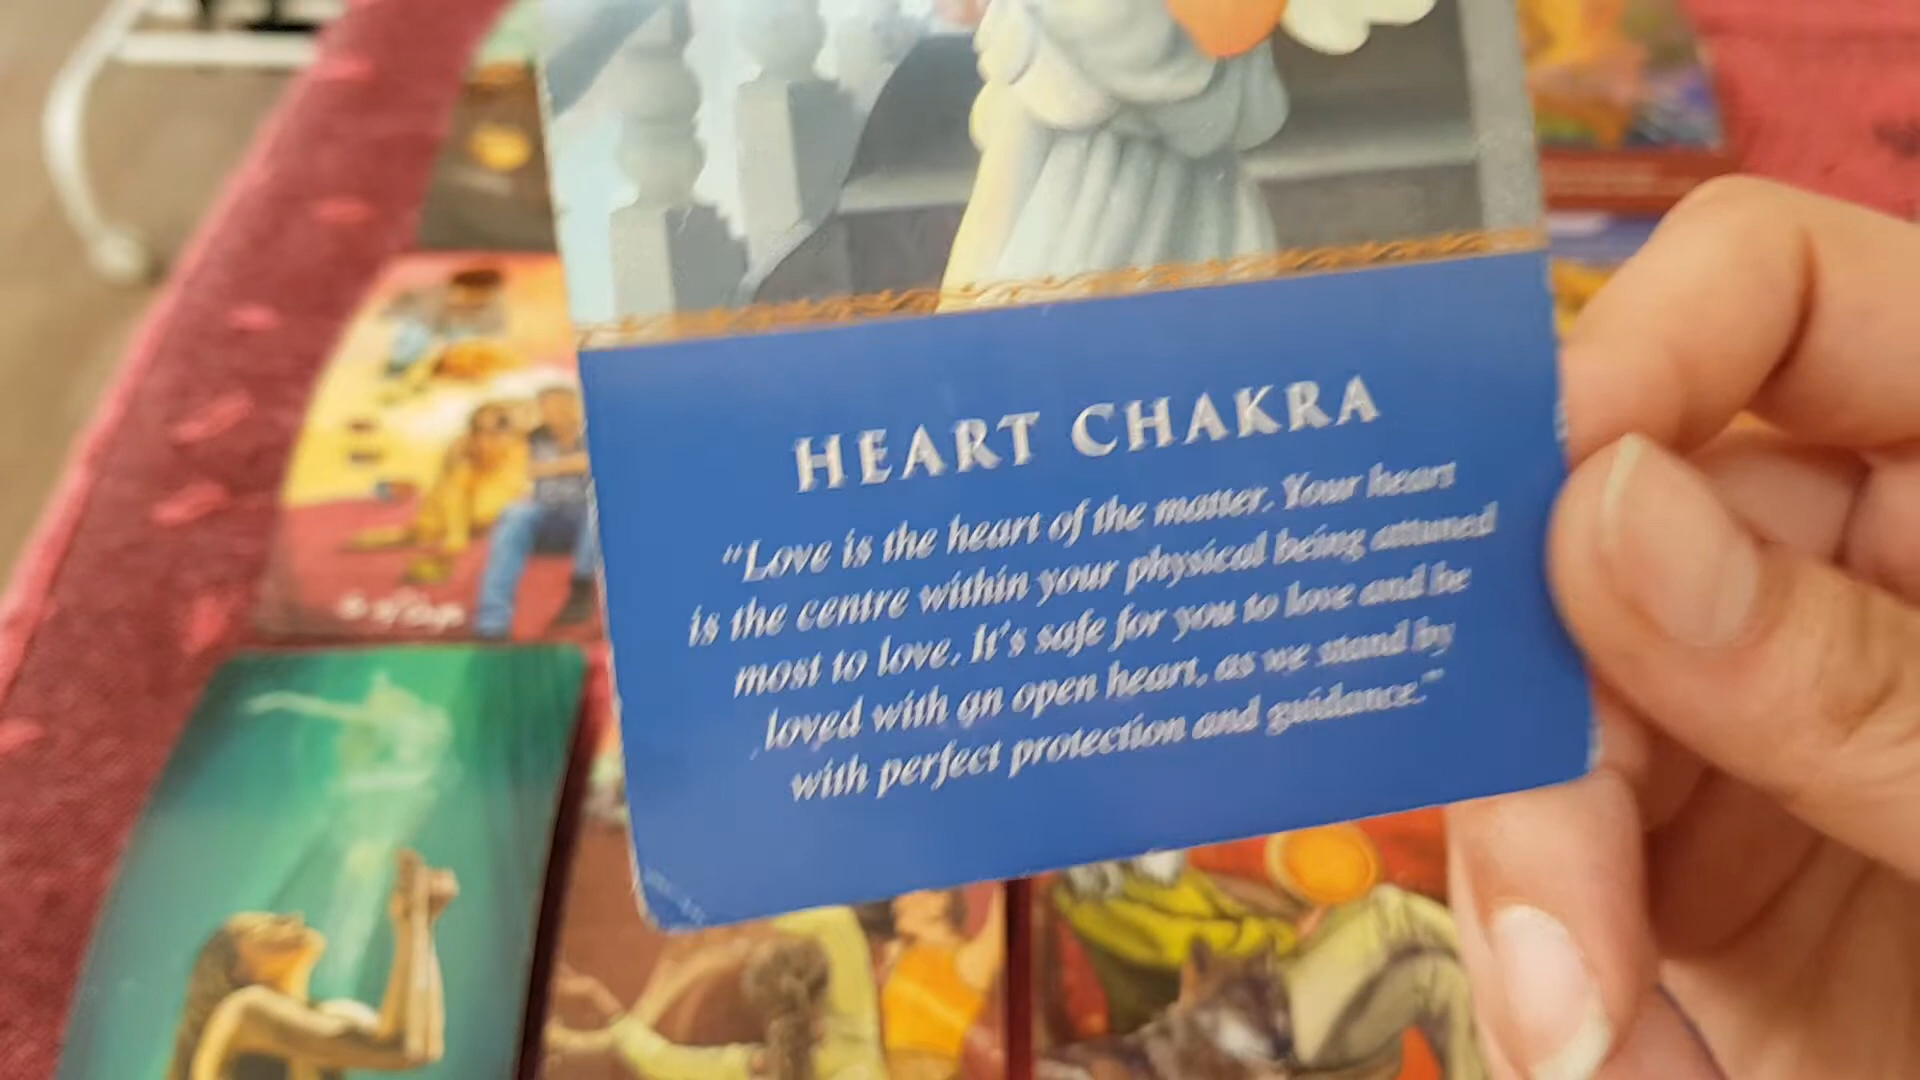 HEART CHAKRA
“Love is the heart of the matter. Your heart
is the centre within your physical being attuned
most to love. It's safe for you to love and be
loved with an open heart, as we stand by
with perfect protection and guidance.”